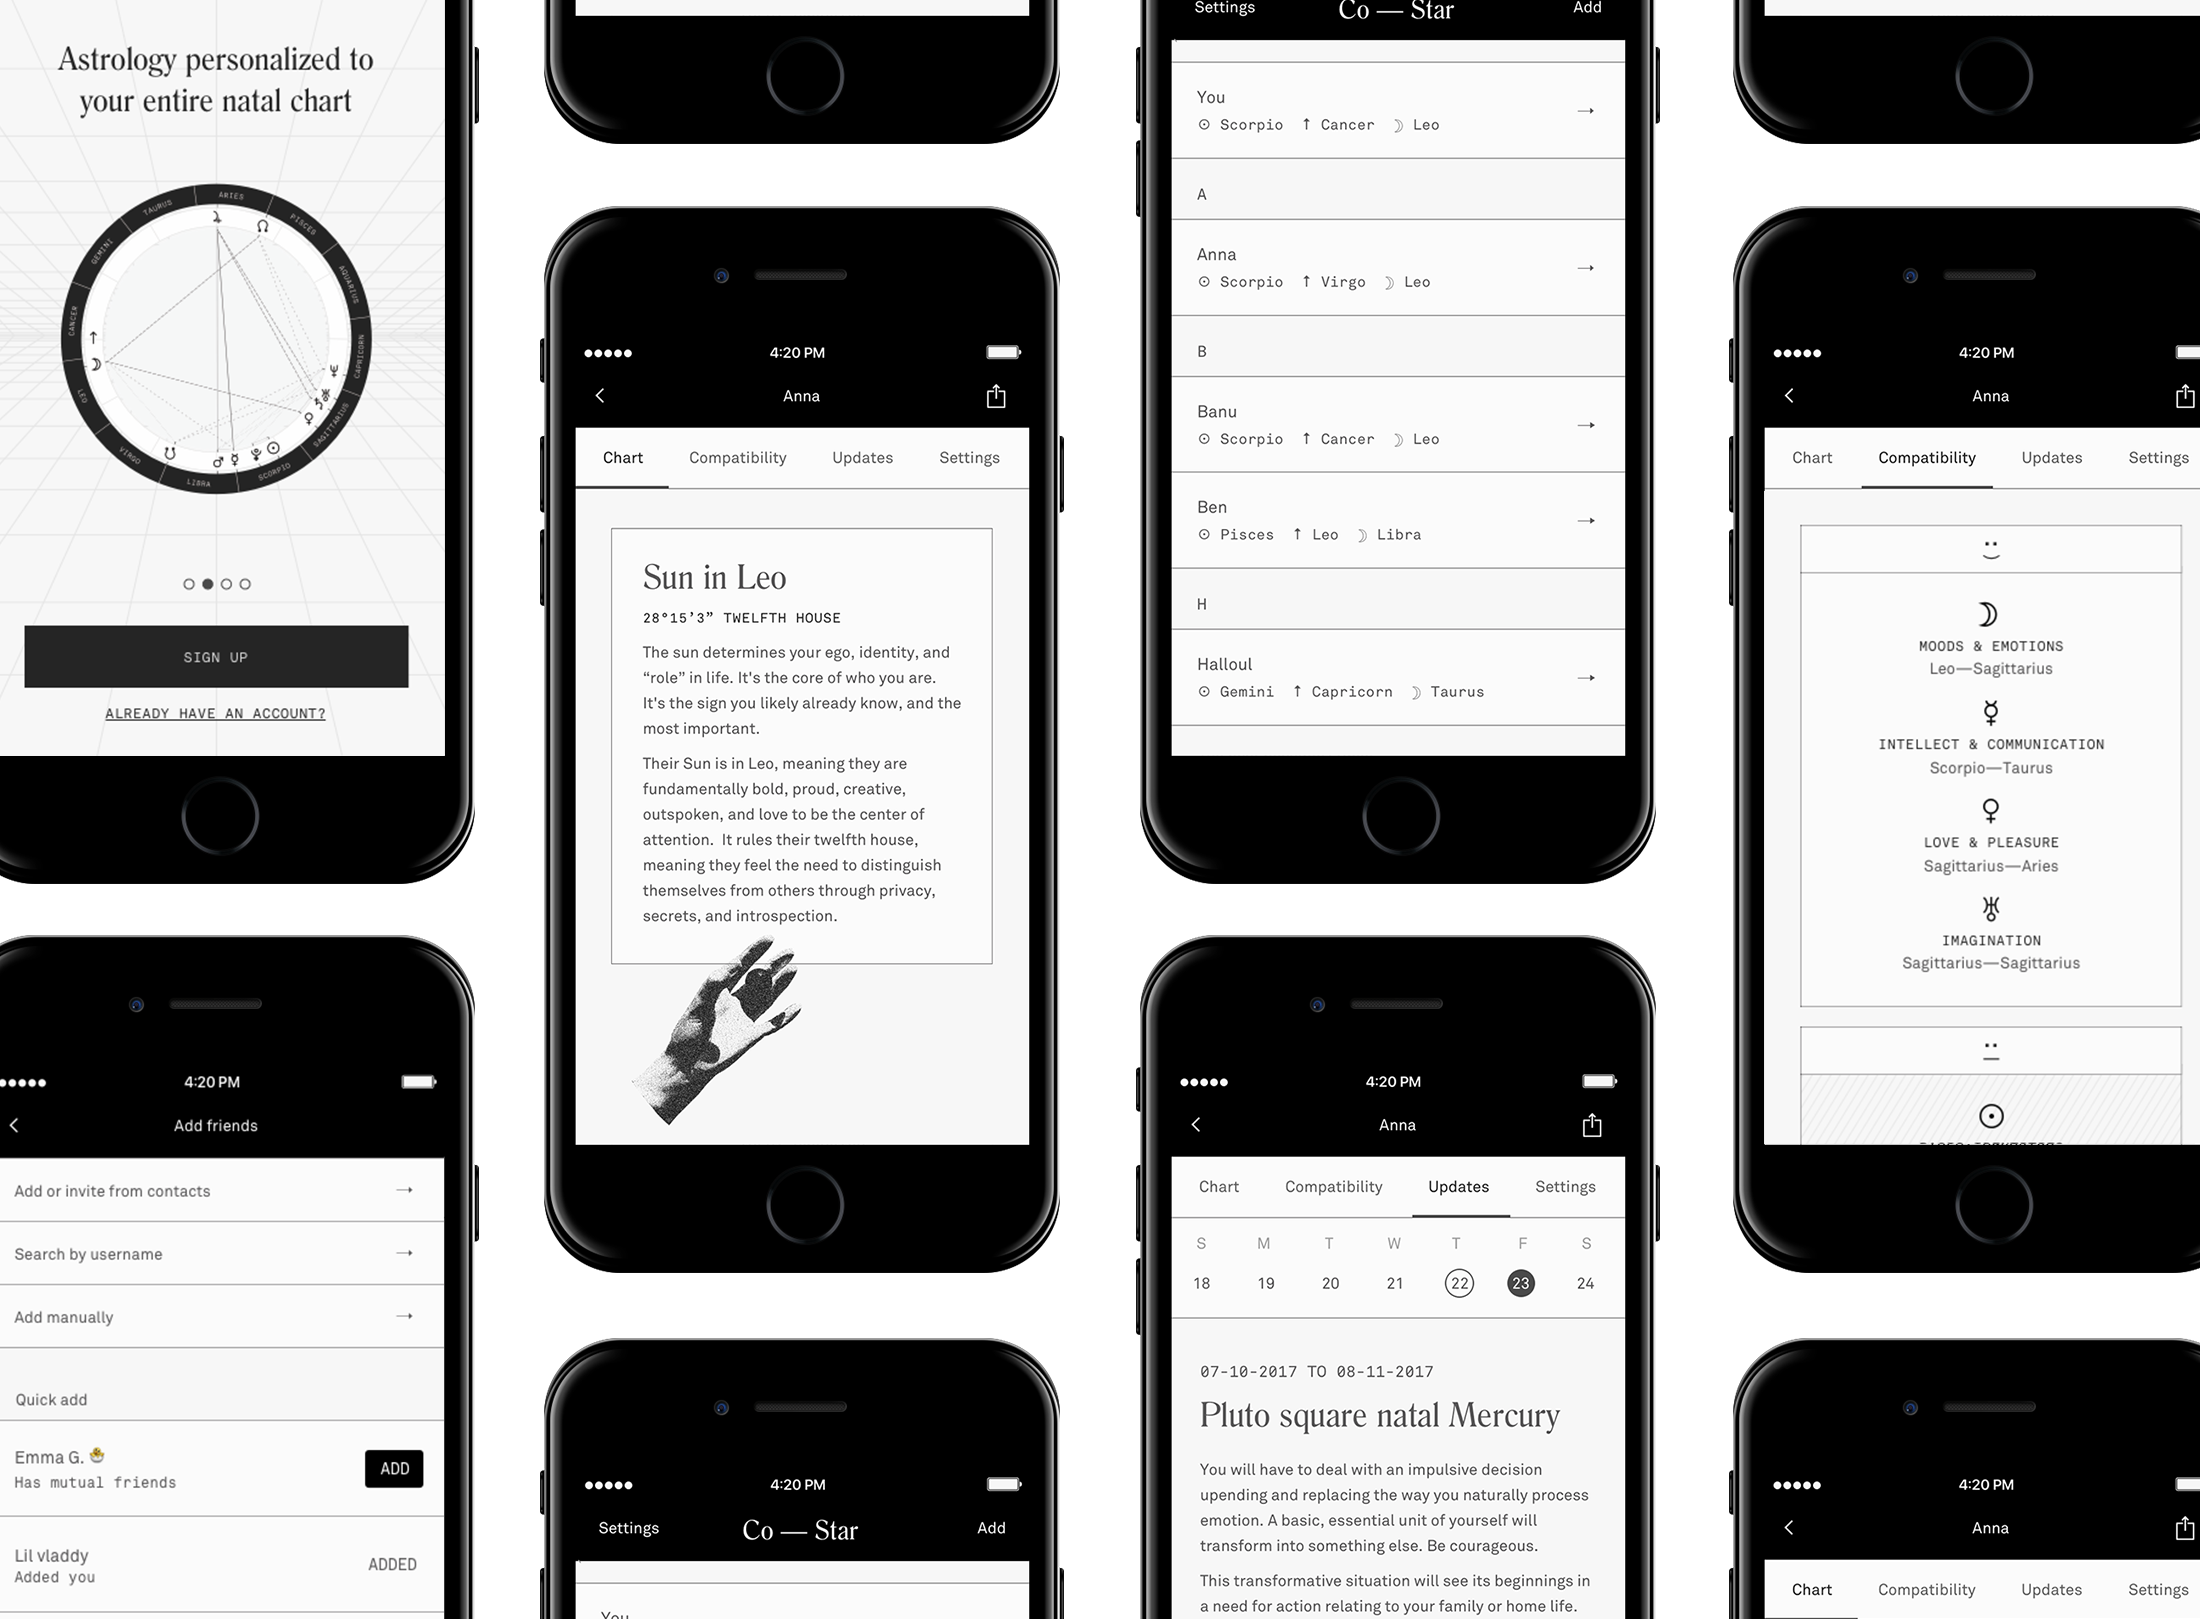 Astrology personalized to
your entire natal chart
ARIES
PISCES
AQUARIUS
CAPRICORN
SAGITTARIUS
SCORPIO
LIBRA
VIRGO
LEO
CANCER
GEMINI
TAURUS
SIGN UP
ALREADY HAVE AN ACCOUNT?
4:20 PM
Add friends
Add or invite from contacts
Search by username
Add manually
Quick add
Emma G.
Has mutual friends
ADD
Lil vladdy
Added you
ADDED
4:20 PM
Anna
Chart Compatibility Updates Settings
Sun in Leo
28°15’3” TWELFTH HOUSE
The sun determines your ego, identity, and
“role” in life. It's the core of who you are.
It's the sign you likely already know, and the
most important.
Their Sun is in Leo, meaning they are
fundamentally bold, proud, creative,
outspoken, and love to be the center of
attention. It rules their twelfth house,
meaning they feel the need to distinguish
themselves from others through privacy,
secrets, and introspection.
4:20 PM
Settings Co — Star Add
You
Settings Co — Star Add
You
☉ Scorpio ↑ Cancer ☽ Leo
A
Anna
☉ Scorpio ↑ Virgo ☽ Leo
B
Banu
☉ Scorpio ↑ Cancer ☽ Leo
Ben
☉ Pisces ↑ Leo ☽ Libra
H
Halloul
☉ Gemini ↑ Capricorn ☽ Taurus
4:20 PM
Anna
Chart Compatibility Updates Settings
S M T W T F S
18 19 20 21 22 23 24
07-10-2017 TO 08-11-2017
Pluto square natal Mercury
You will have to deal with an impulsive decision
upending and replacing the way you naturally process
emotion. A basic, essential unit of yourself will
transform into something else. Be courageous.
This transformative situation will see its beginnings in
a need for action relating to your family or home life.
4:20 PM
Anna
Chart Compatibility Updates Settings
MOODS & EMOTIONS
Leo—Sagittarius
INTELLECT & COMMUNICATION
Scorpio—Taurus
LOVE & PLEASURE
Sagittarius—Aries
IMAGINATION
Sagittarius—Sagittarius
4:20 PM
Anna
Chart Compatibility Updates Settings